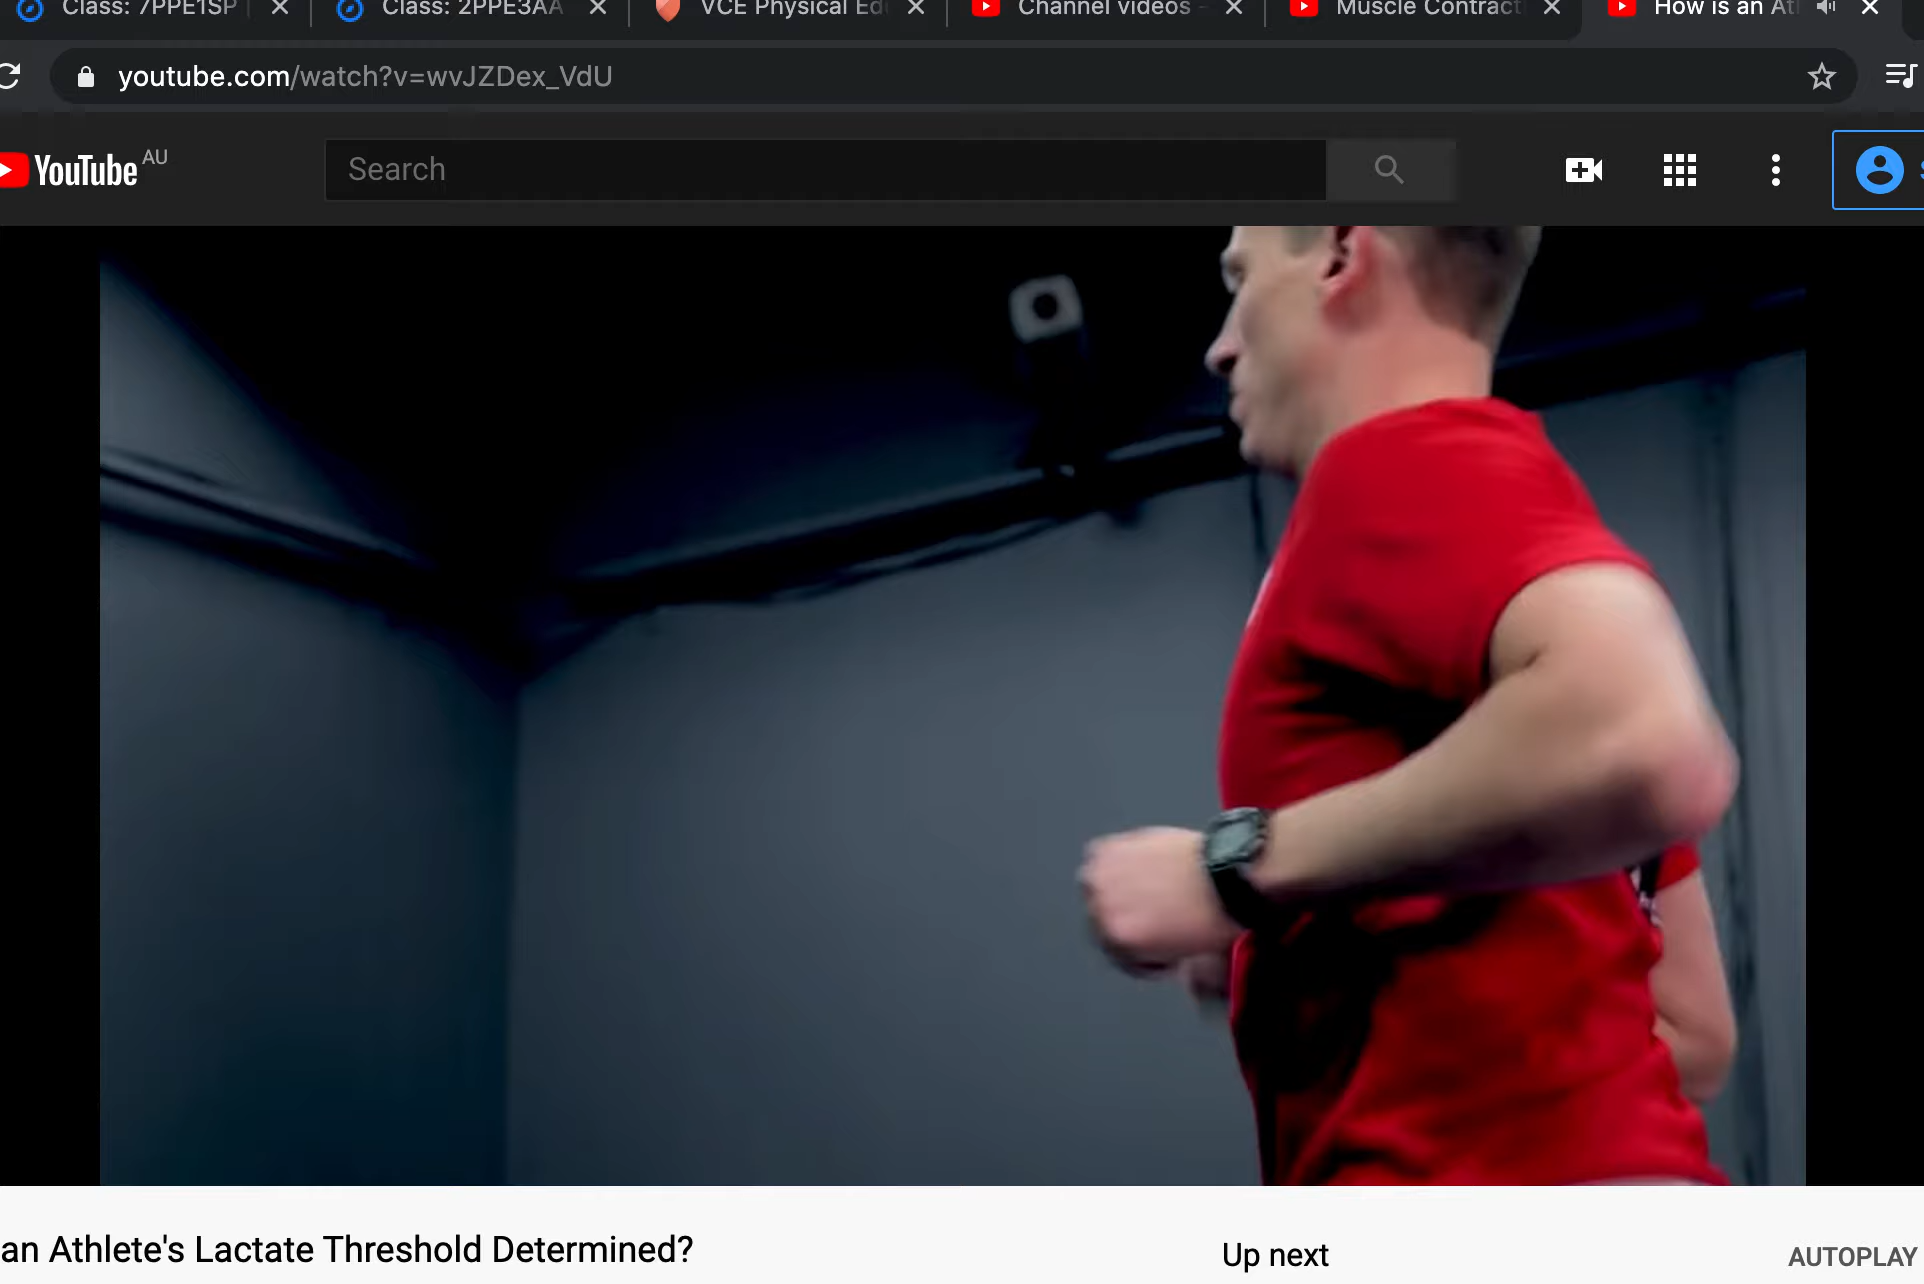 Class: 7PPE1SP
Class: 2PPE3AA
VCE Physical Ed
Channel videos -
Muscle Contract
How is an At
youtube.com/watch?v=wvJZDex_VdU
YouTube AU
Search
an Athlete's Lactate Threshold Determined?
Up next
AUTOPLAY